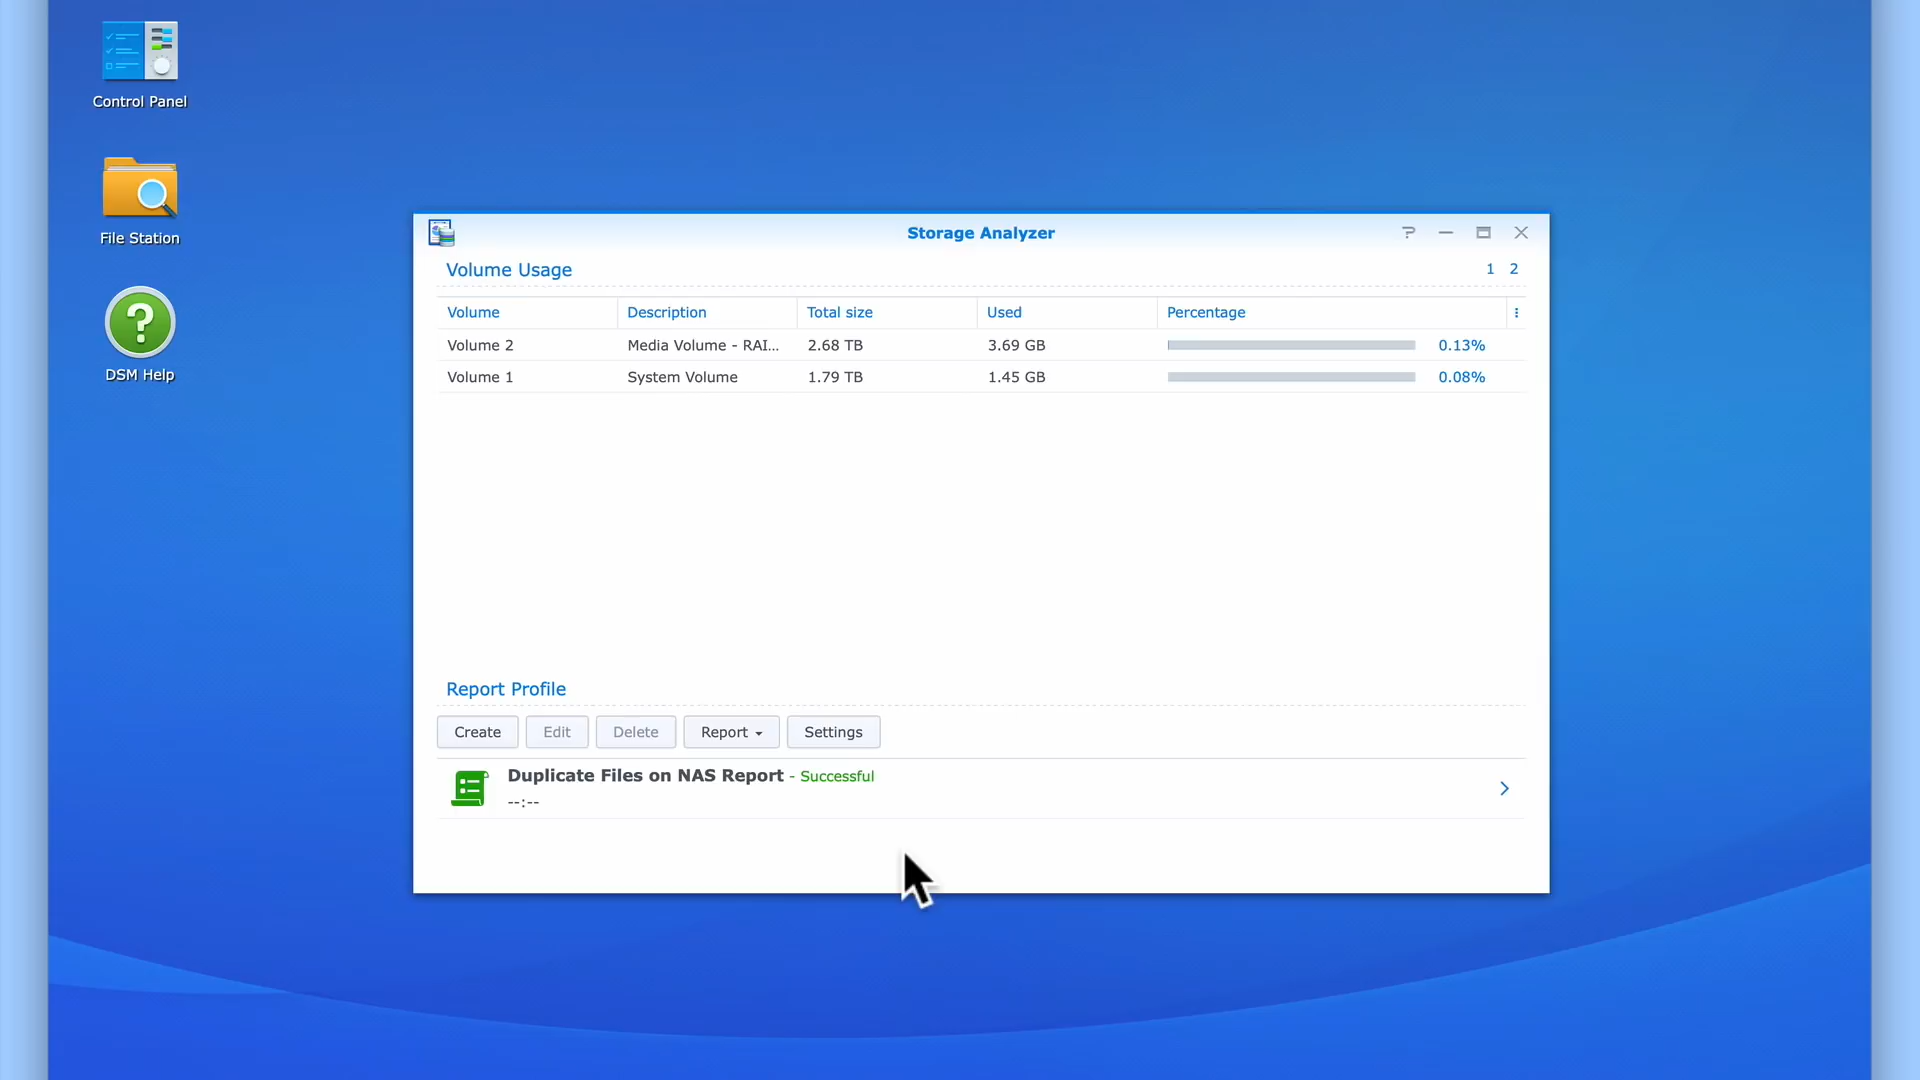 Control Panel
File Station
DSM Help
Storage Analyzer
Volume Usage
1 2
Volume Description Total size Used Percentage
Volume 2 Media Volume - RAI... 2.68 TB 3.69 GB 0.13%
Volume 1 System Volume 1.79 TB 1.45 GB 0.08%
Report Profile
Create Edit Delete Report Settings
Duplicate Files on NAS Report - Successful
--:--